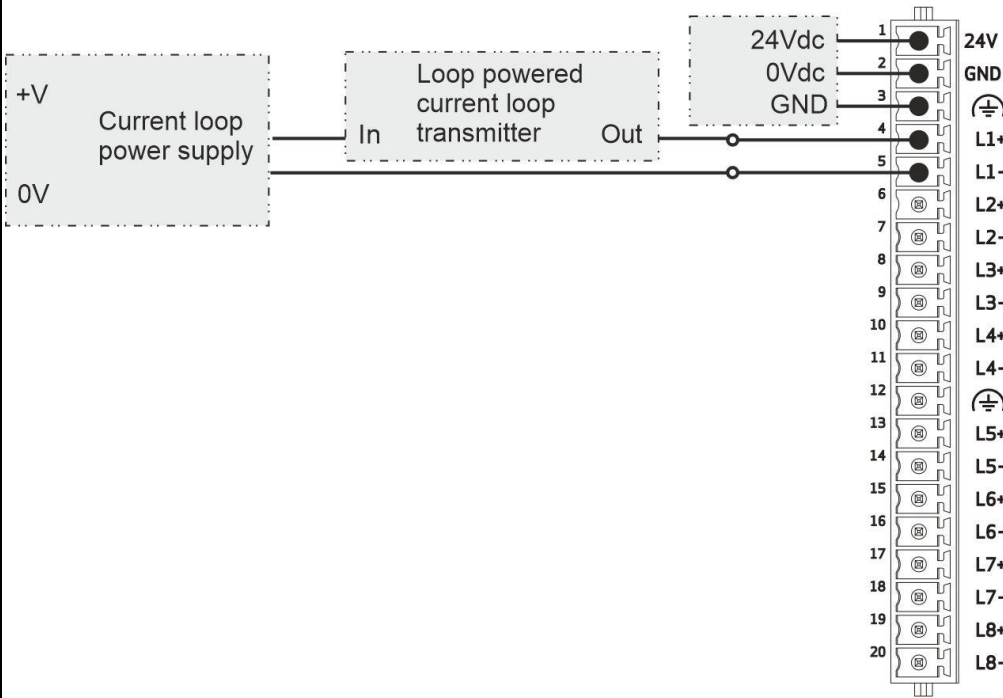 +V
Current loop
power supply
0V
Loop powered
current loop
transmitter
In
Out
24Vdc
0Vdc
GND
1 24V
2 GND
3
4 L1+
5 L1-
6 L2+
7 L2-
8 L3+
9 L3-
10 L4+
11 L4-
12
13 L5+
14 L5-
15 L6+
16 L6-
17 L7+
18 L7-
19 L8+
20 L8-